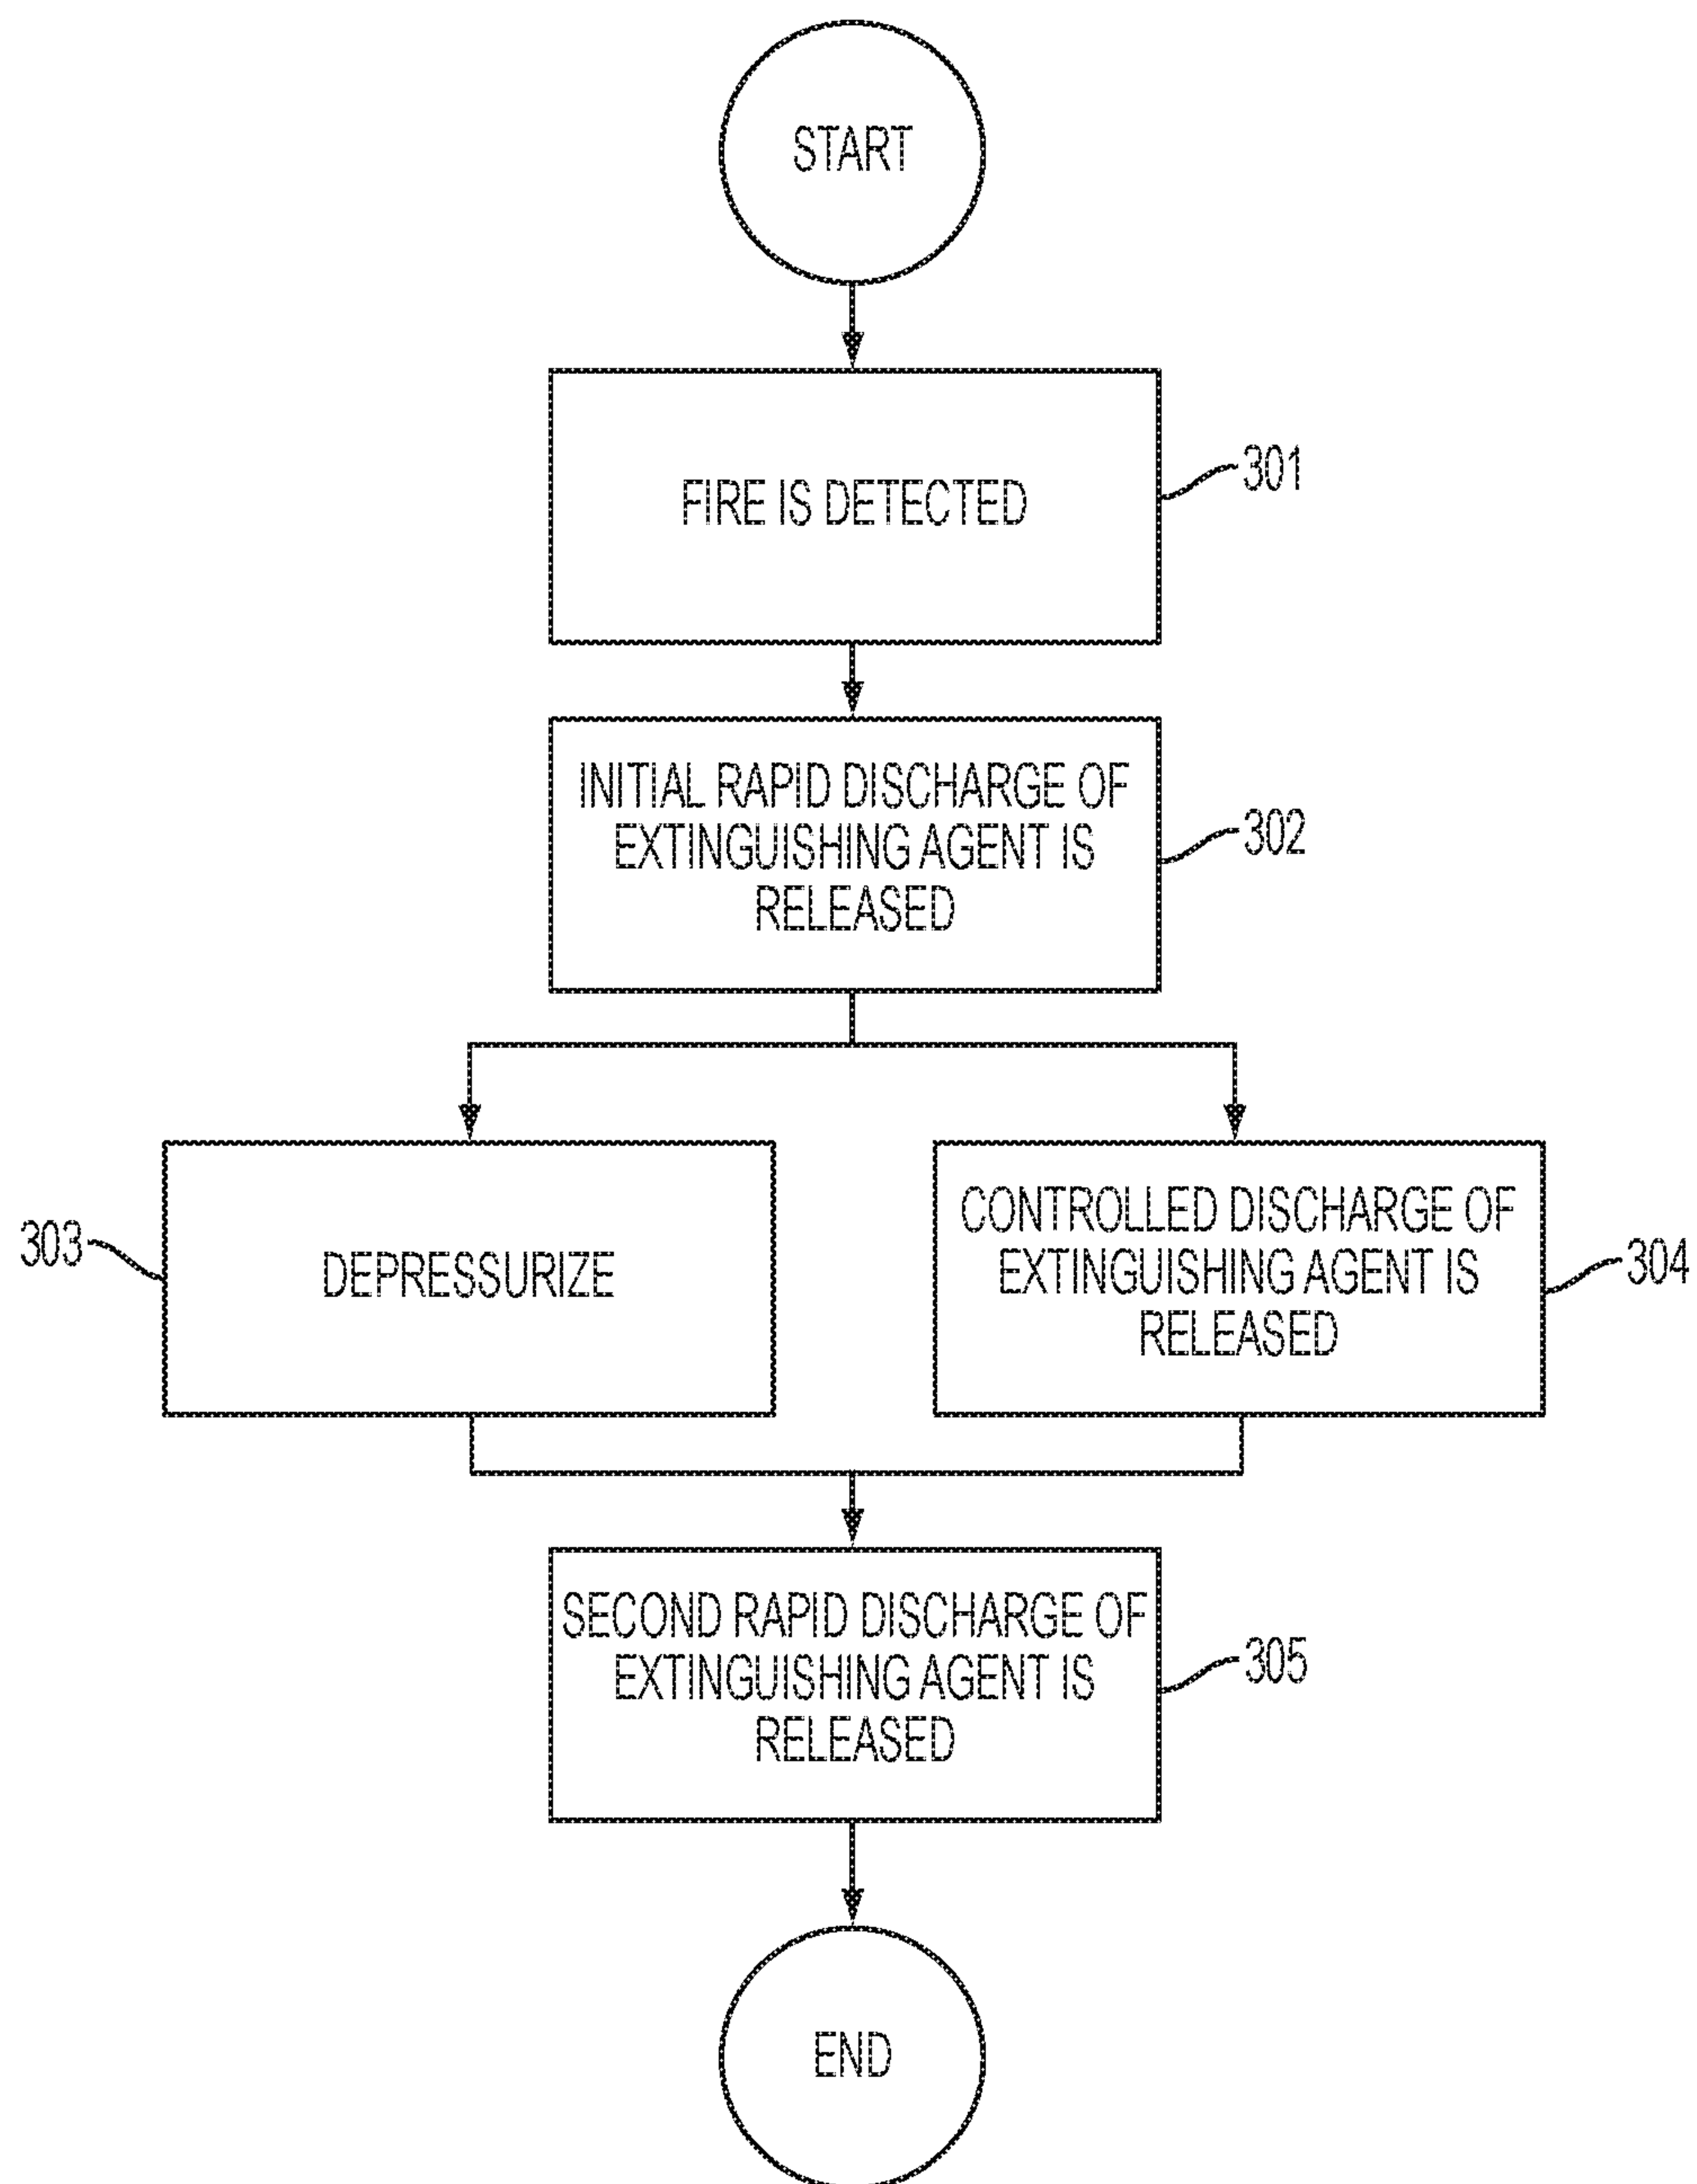 START
FIRE IS DETECTED
301
INITIAL RAPID DISCHARGE OF
EXTINGUISHING AGENT IS
RELEASED
302
303
DEPRESSURIZE
CONTROLLED DISCHARGE OF
EXTINGUISHING AGENT IS
RELEASED
304
SECOND RAPID DISCHARGE OF
EXTINGUISHING AGENT IS
RELEASED
305
END